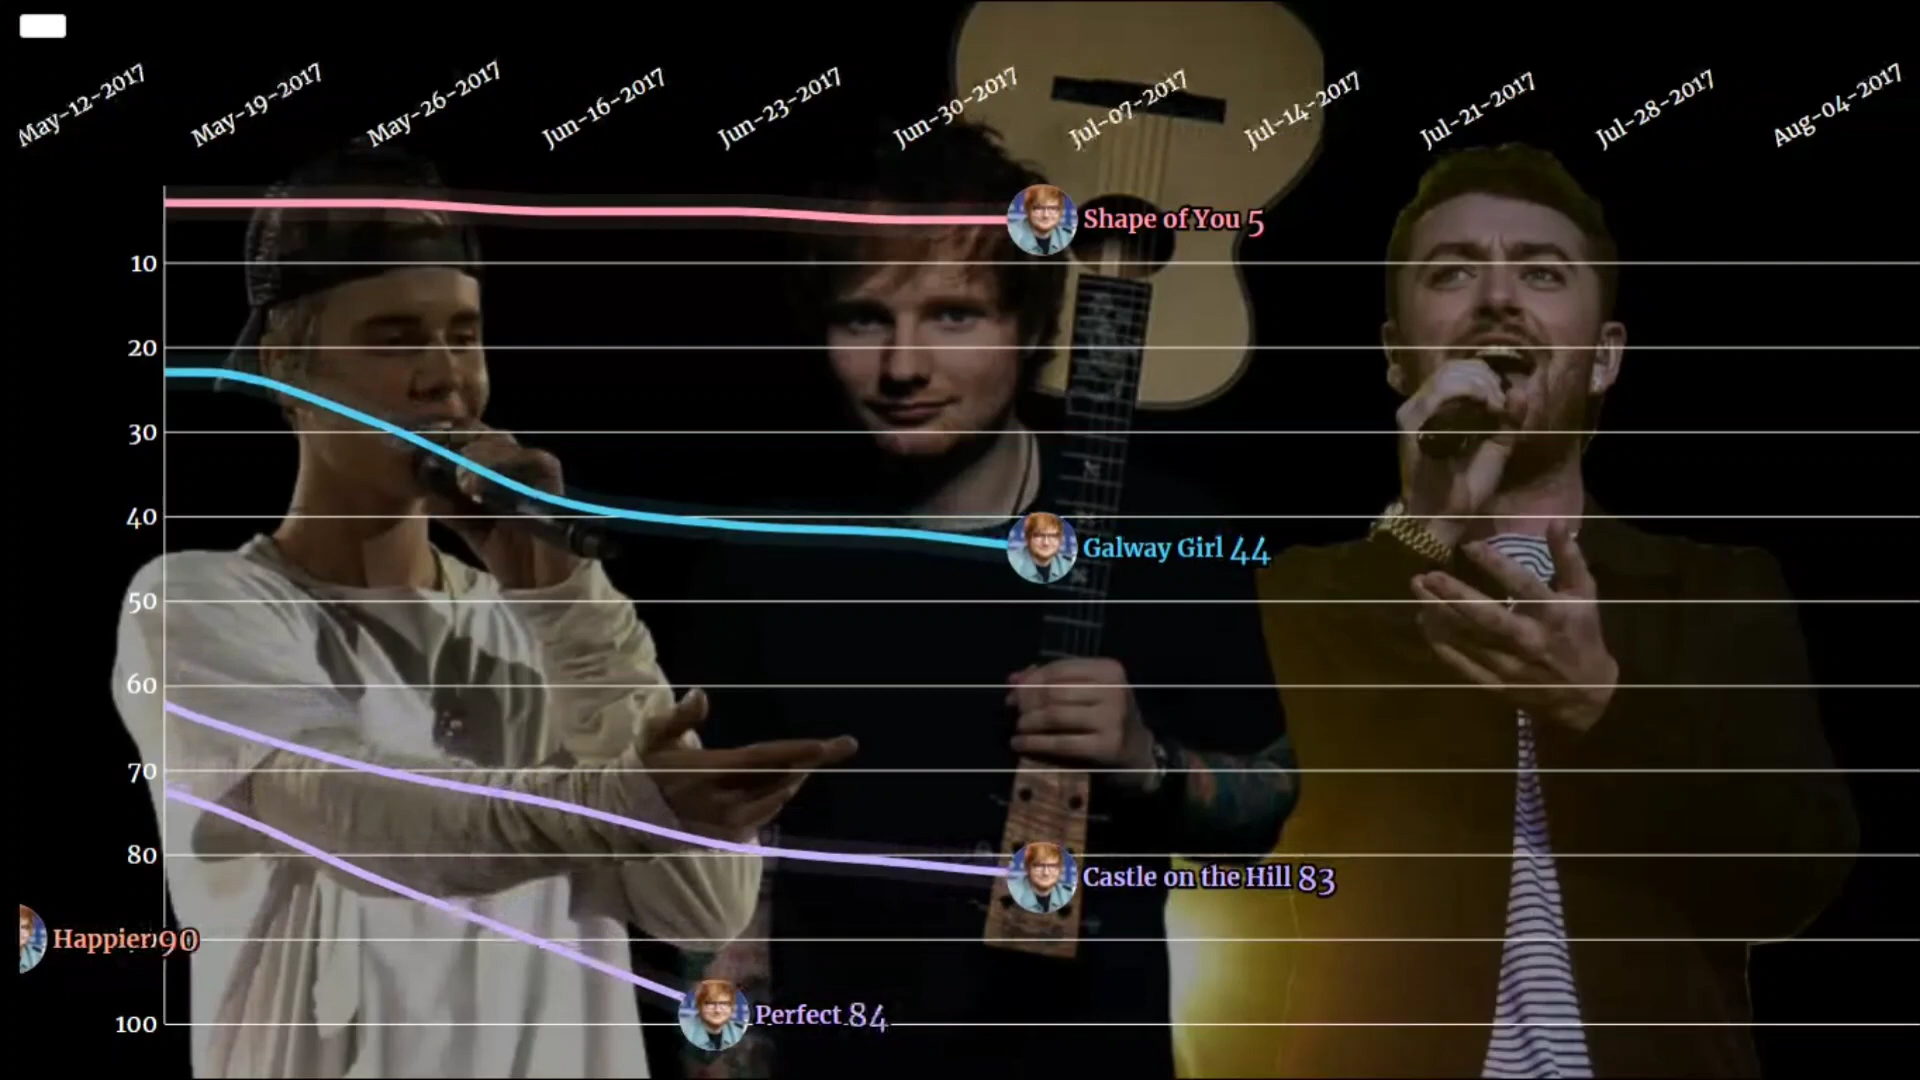 May-12-2017
May-19-2017
May-26-2017
Jun-16-2017
Jun-23-2017
Jun-30-2017
Jul-07-2017
Jul-14-2017
Jul-21-2017
Jul-28-2017
Aug-04-2017
Shape of You 5
10
20
30
40
Galway Girl 44
50
60
70
80
Castle on the Hill 83
Happier 90
Perfect 84
100